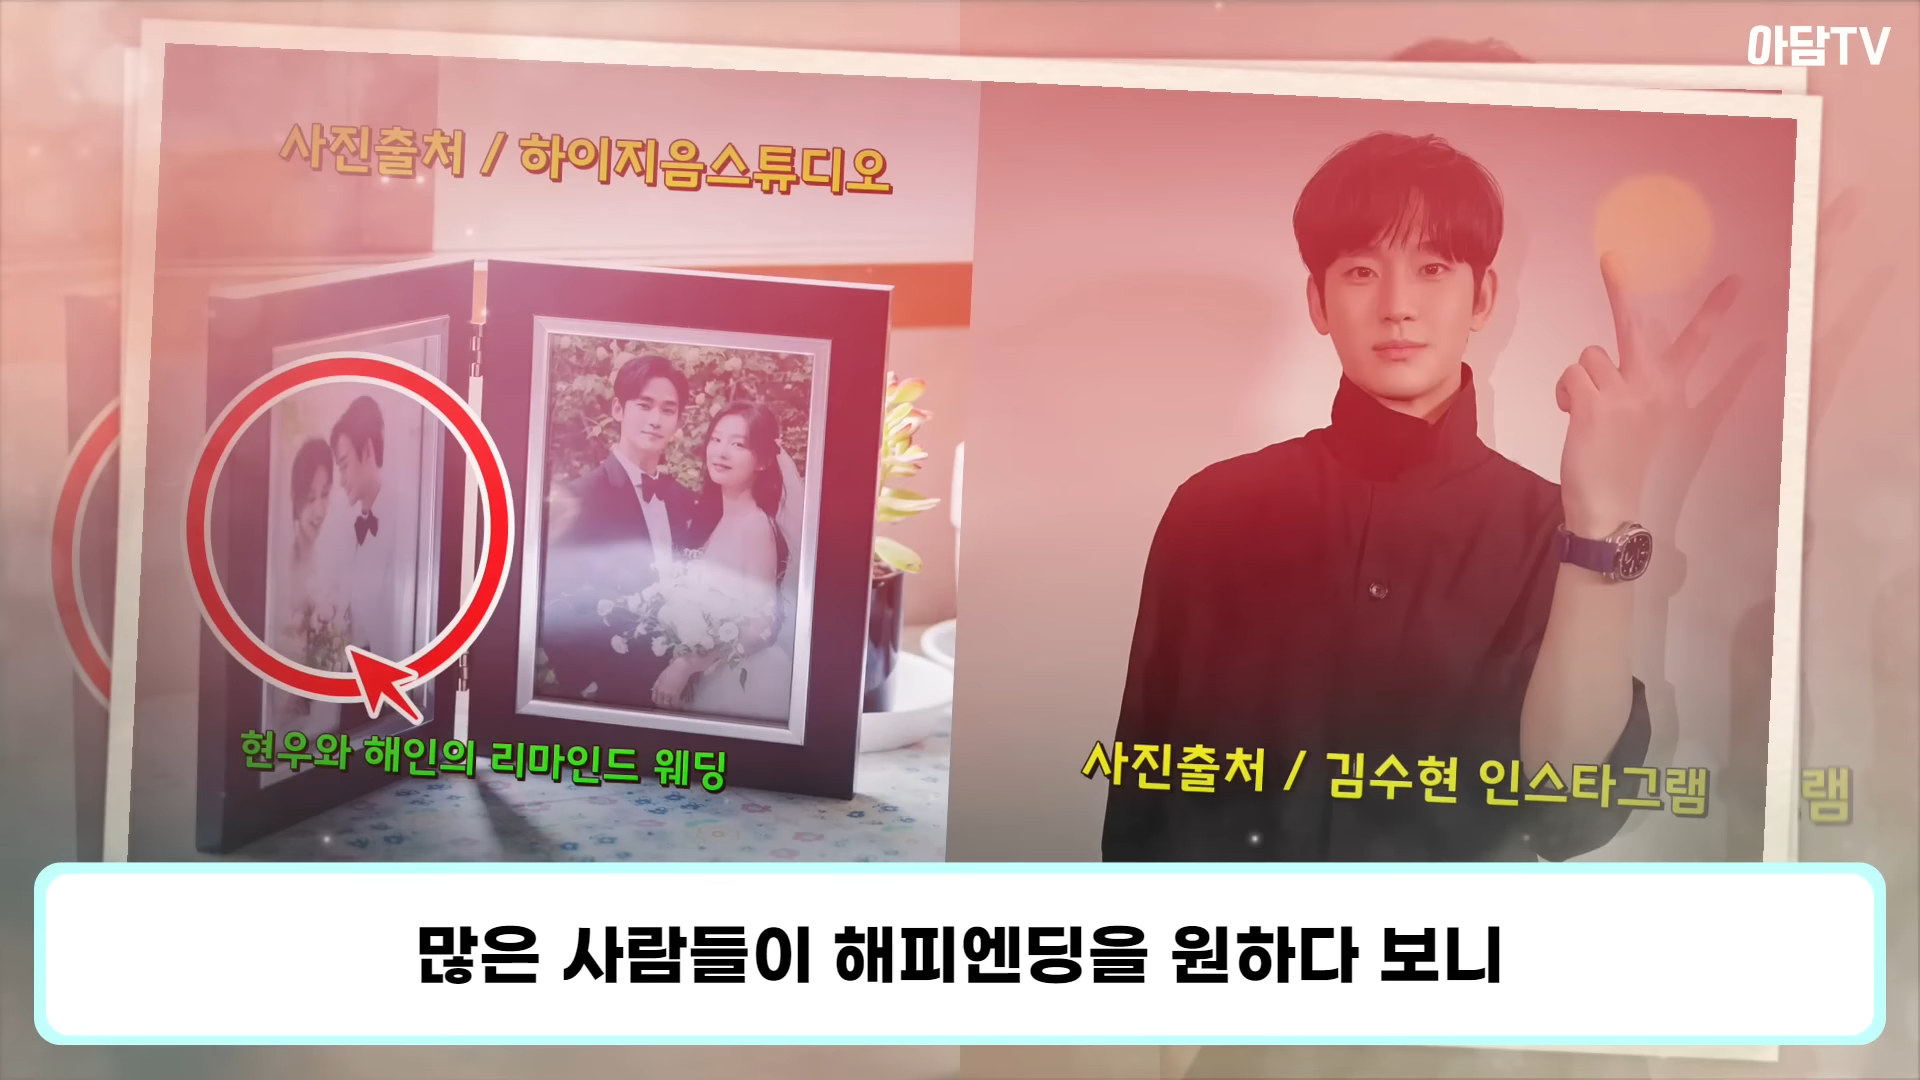 아담TV
사진출처 / 하이지음스튜디오
현우와 해인의 리마인드 웨딩
사진출처 / 김수현 인스타그램
램
많은 사람들이 해피엔딩을 원하다 보니